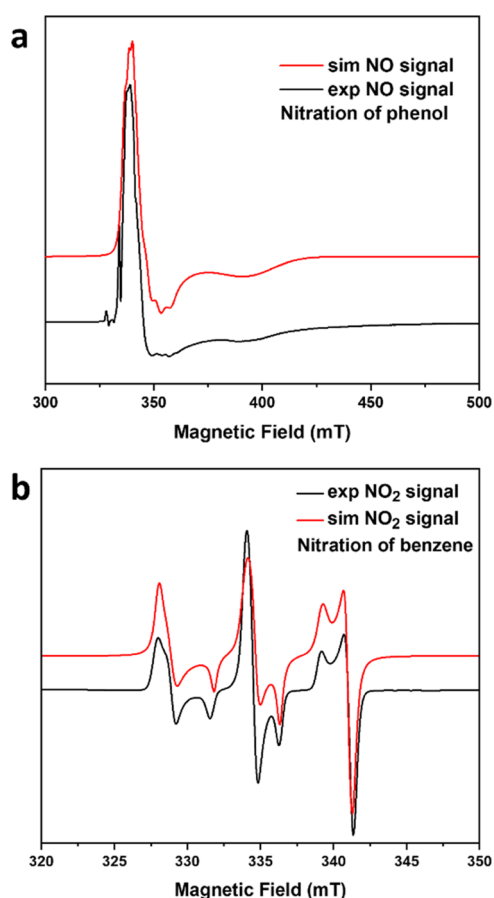 a
sim NO signal
exp NO signal
Nitration of phenol
300 350 400 450 500
Magnetic Field (mT)
b
exp NO₂ signal
sim NO₂ signal
Nitration of benzene
320 325 330 335 340 345 350
Magnetic Field (mT)